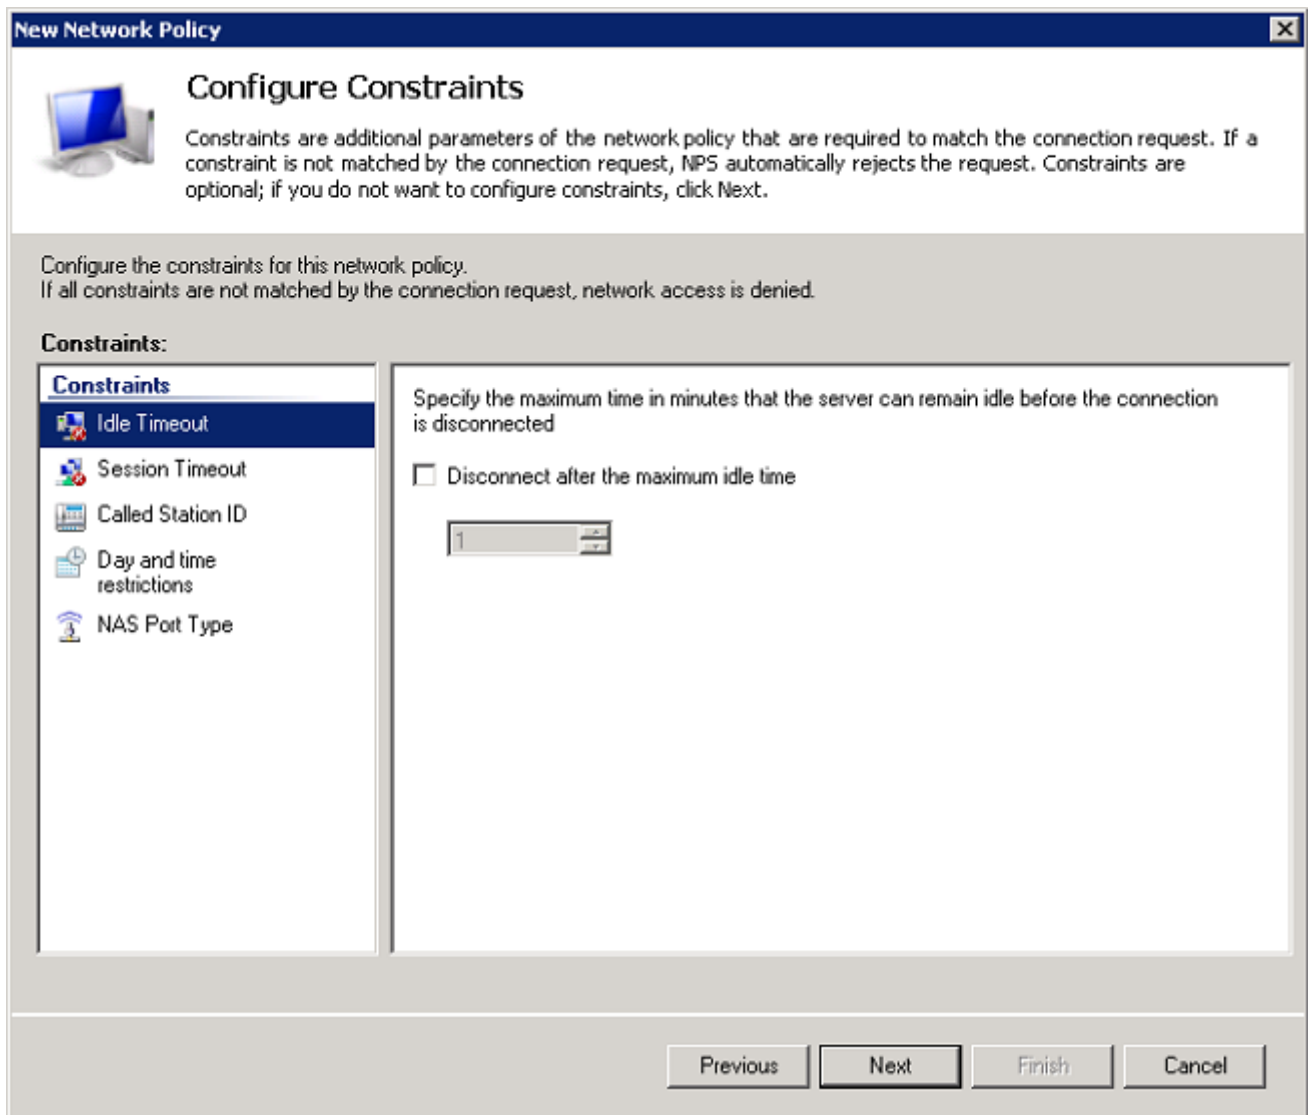 New Network Policy
Configure Constraints
Constraints are additional parameters of the network policy that are required to match the connection request. If a
constraint is not matched by the connection request, NPS automatically rejects the request. Constraints are
optional; if you do not want to configure constraints, click Next.
Configure the constraints for this network policy.
If all constraints are not matched by the connection request, network access is denied.
Constraints:
Constraints
Idle Timeout
Session Timeout
Called Station ID
Day and time
restrictions
NAS Port Type
Specify the maximum time in minutes that the server can remain idle before the connection
is disconnected
Disconnect after the maximum idle time
1
Previous
Next
Finish
Cancel